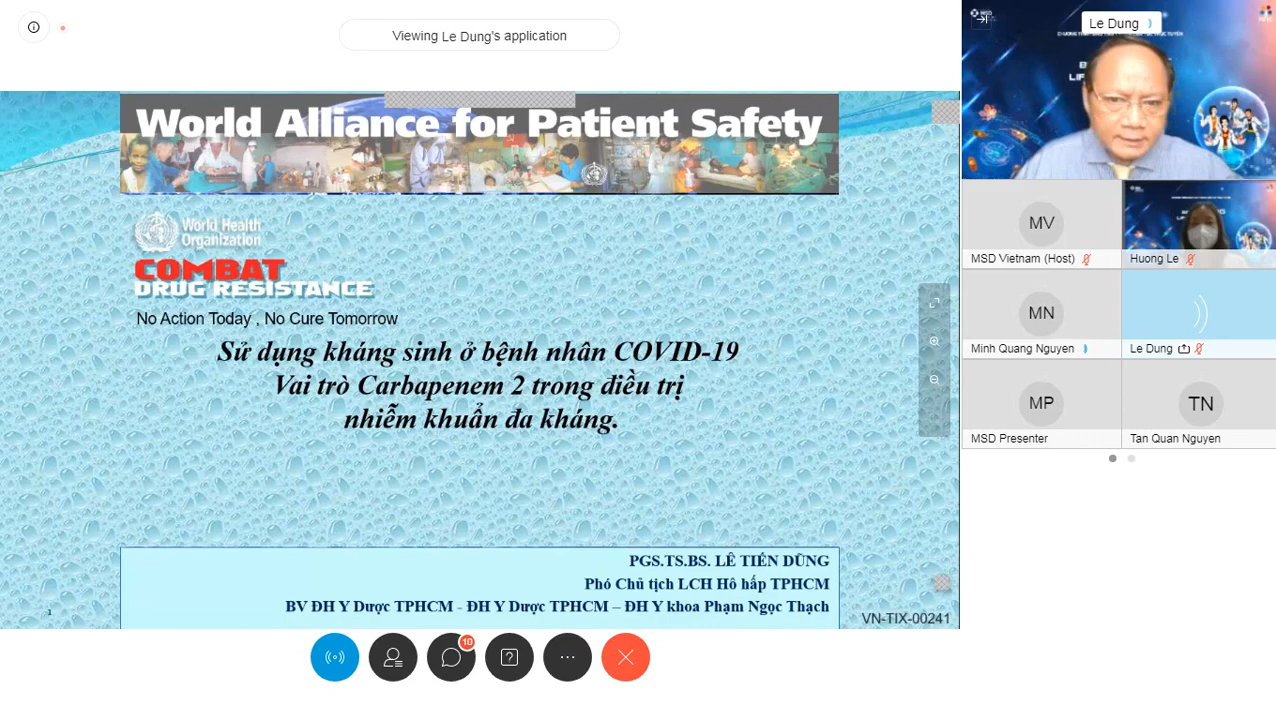 Viewing Le Dung's application
World Alliance for Patient Safety
World Health
Organization
COMBAT
DRUG RESISTANCE
No Action Today , No Cure Tomorrow
Sử dụng kháng sinh ở bệnh nhân COVID-19
Vai trò Carbapenem 2 trong điều trị
nhiễm khuẩn đa kháng.
PGS.TS.BS. LÊ TIẾN DŨNG
Phó Chủ tịch LCH Hô hấp TPHCM
BV ĐH Y Dược TPHCM - ĐH Y Dược TPHCM – ĐH Y khoa Phạm Ngọc Thạch
1
VN-TIX-00241
10
Le Dung
MV
MSD Vietnam (Host)
Huong Le
MN
Minh Quang Nguyen
Le Dung
MP
MSD Presenter
TN
Tan Quan Nguyen